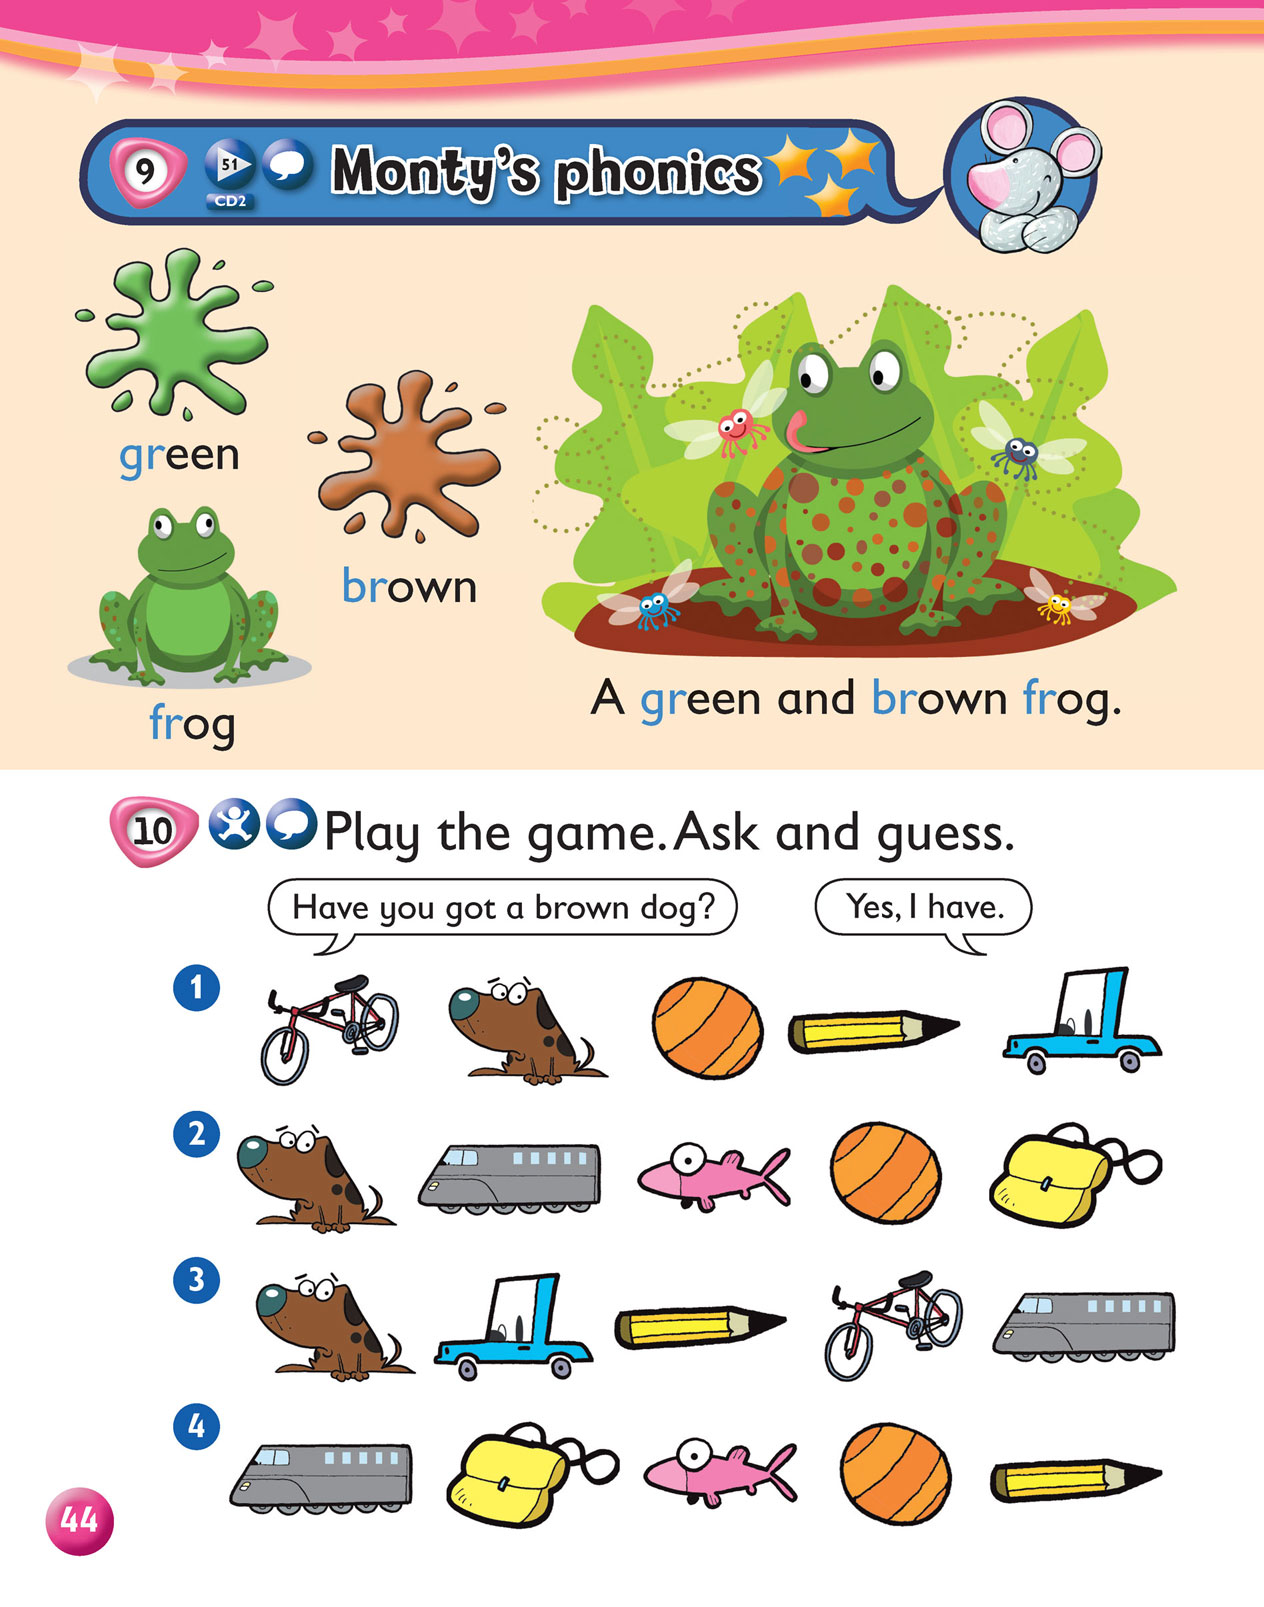 9 51 CD2 Monty's phonics
green
brown
frog
A green and brown frog.
10 Play the game. Ask and guess.
Have you got a brown dog? Yes, I have.
1
2
3
4
44